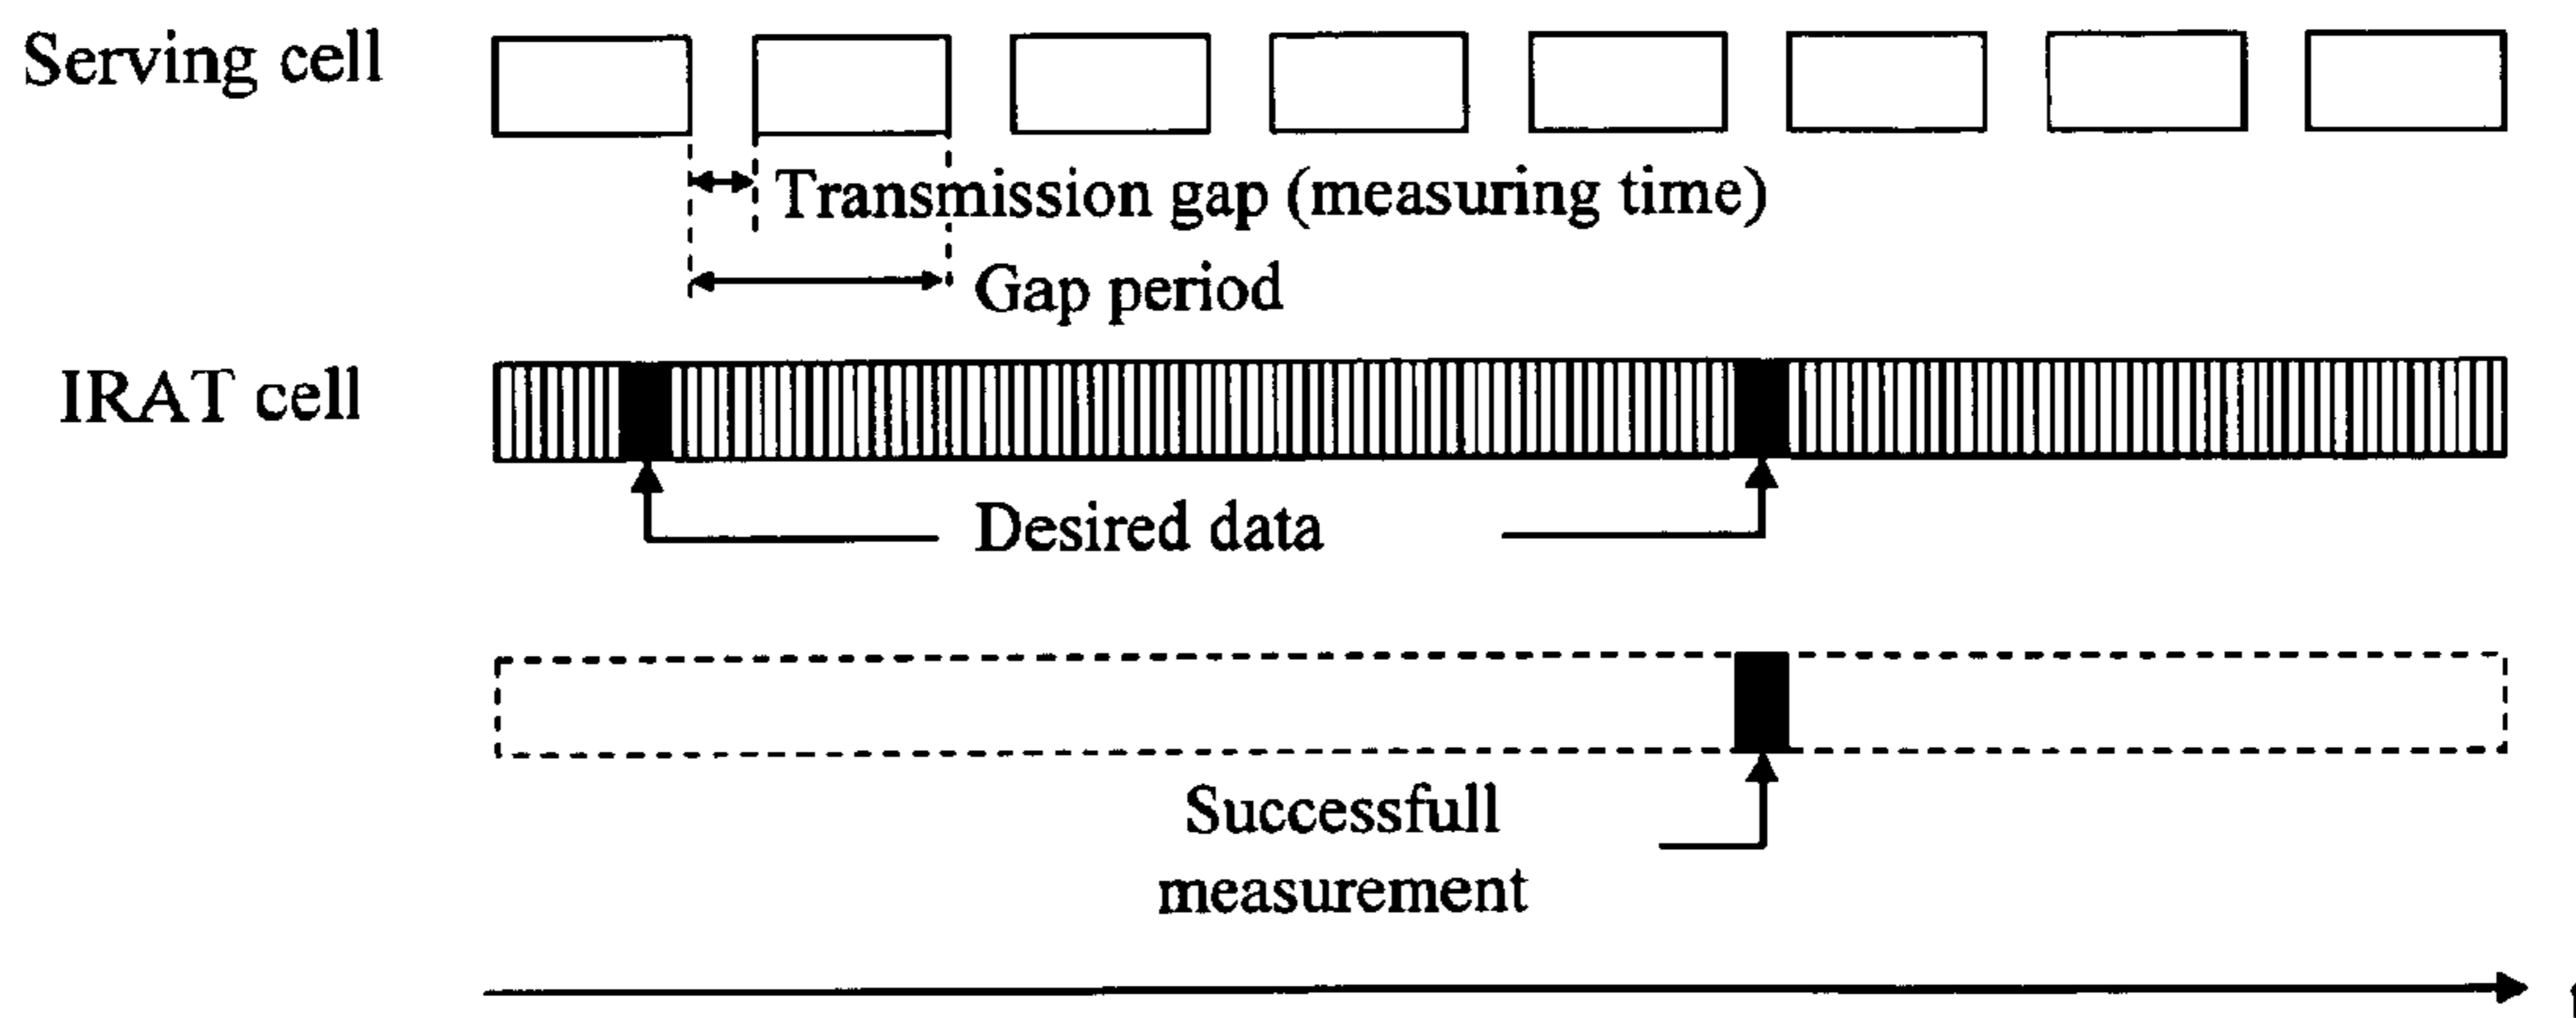 Serving cell
Transmission gap (measuring time)
Gap period
IRAT cell
Desired data
Successfull
measurement